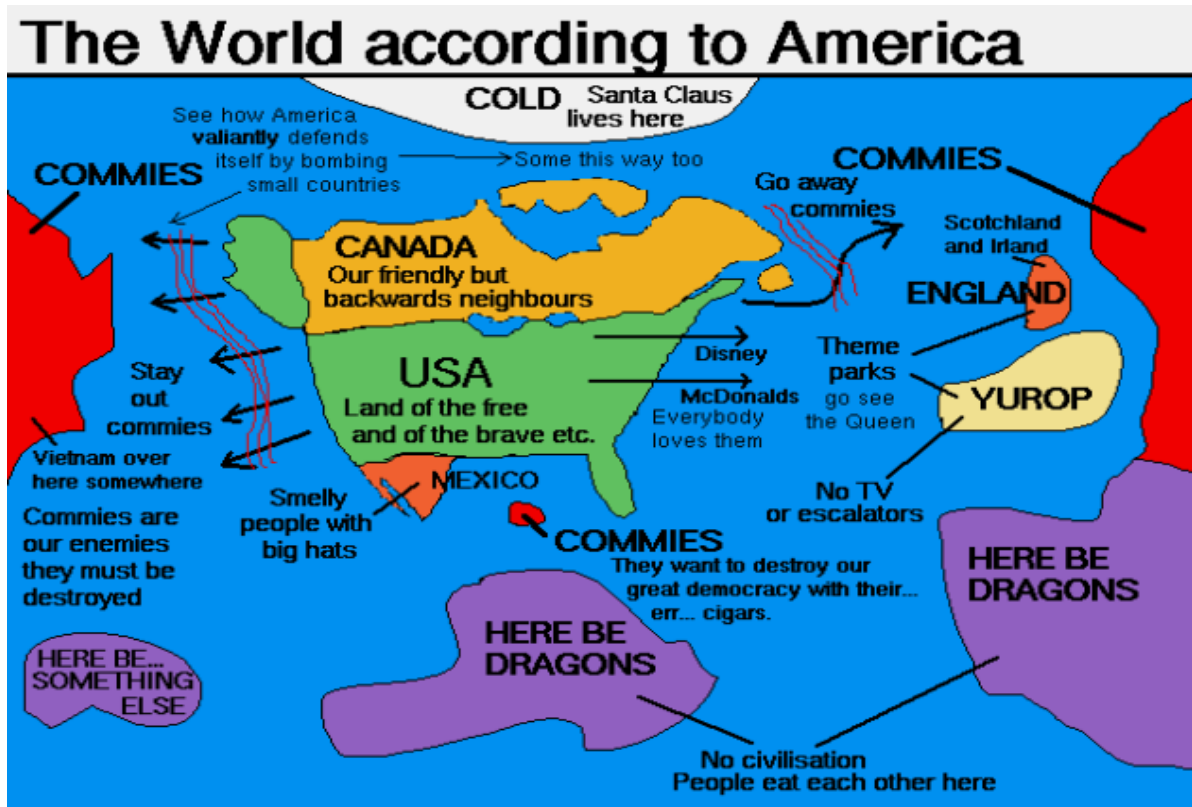 The World according to America
COLD Santa Claus
lives here
See how America
valiantly defends
itself by bombing
small countries
Some this way too
COMMIES
COMMIES
Go away
commies
Scotchland
and Irland
CANADA
Our friendly but
backwards neighbours
ENGLAND
USA
Land of the free
and of the brave etc.
Disney
McDonalds
Everybody
loves them
Theme
parks
go see
the Queen
YUROP
Stay
out
commies
Vietnam over
here somewhere
MEXICO
Smelly
people with
big hats
No TV
or escalators
Commies are
our enemies
they must be
destroyed
COMMIES
They want to destroy our
great democracy with their...
err... cigars.
HERE BE
DRAGONS
HERE BE
DRAGONS
HERE BE...
SOMETHING
ELSE
No civilisation
People eat each other here